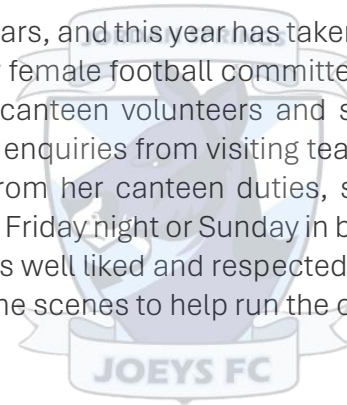 ars, and this year has taken
female football committe
canteen volunteers and s
enquiries from visiting tea
rom her canteen duties, s
Friday night or Sunday in b
s well liked and respected
scenes to help run the
JOEYS FC